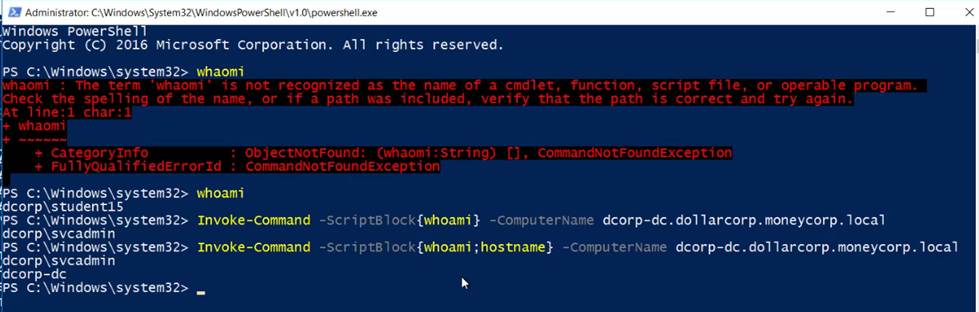 Administrator: C:\Windows\System32\WindowsPowerShell\v1.0\powershell.exe
Windows PowerShell
Copyright (C) 2016 Microsoft Corporation. All rights reserved.
PS C:\Windows\system32> whaomi
whaomi : The term 'whaomi' is not recognized as the name of a cmdlet, function, script file, or operable program.
Check the spelling of the name, or if a path was included, verify that the path is correct and try again.
At line:1 char:1
+ whaomi
+ ~~~~~~
+ CategoryInfo : ObjectNotFound: (whaomi:String) [], CommandNotFoundException
+ FullyQualifiedErrorId : CommandNotFoundException
PS C:\Windows\system32> whoami
dcorp\student15
PS C:\Windows\system32> Invoke-Command -ScriptBlock{whoami} -ComputerName dcorp-dc.dollarcorp.moneycorp.local
dcorp\svcadmin
PS C:\Windows\system32> Invoke-Command -ScriptBlock{whoami;hostname} -ComputerName dcorp-dc.dollarcorp.moneycorp.local
dcorp\svcadmin
dcorp-dc
PS C:\Windows\system32> _